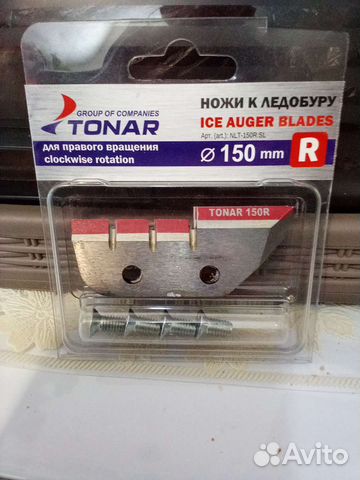 GROUP OF COMPANIES
TONAR
для правого вращения
clockwise rotation
НОЖИ К ЛЕДОБУРУ
ICE AUGER BLADES
Арт. (art.): NLT-150R.SL
Ø 150 mm R
TONAR 150R
Avito